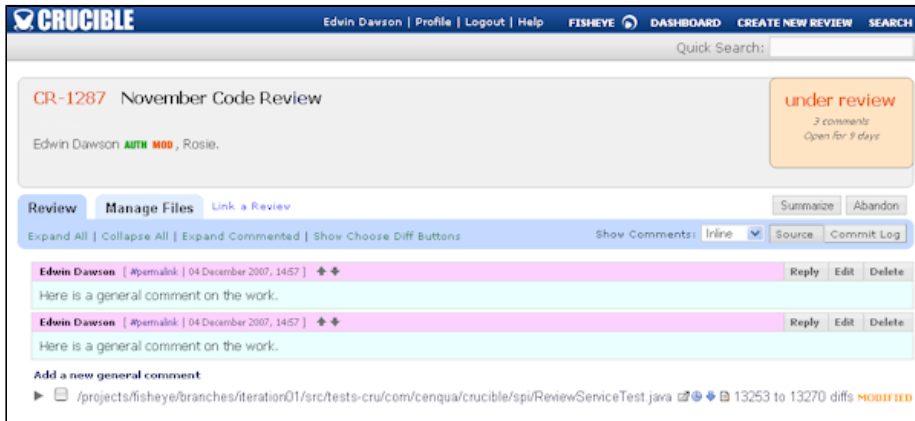 CRUCIBLE Edwin Dawson | Profile | Logout | Help FISHEYE DASHBOARD CREATE NEW REVIEW SEARCH
Quick Search:
CR-1287 November Code Review
under review
3 comments
Open for 9 days
Edwin Dawson AUTH MOD , Rosie.
Review Manage Files Link a Review Summarize Abandon
Expand All | Collapse All | Expand Commented | Show Choose Diff Buttons Show Comments: Inline Source Commit Log
Edwin Dawson [ #permalink | 04 December 2007, 14:57 ] Reply Edit Delete
Here is a general comment on the work.
Edwin Dawson [ #permalink | 04 December 2007, 14:57 ] Reply Edit Delete
Here is a general comment on the work.
Add a new general comment
/projects/fisheye/branches/iteration01/src/tests-cru/com/cenqua/crucible/spi/ReviewServiceTest.java 13253 to 13270 diffs MODIFIED